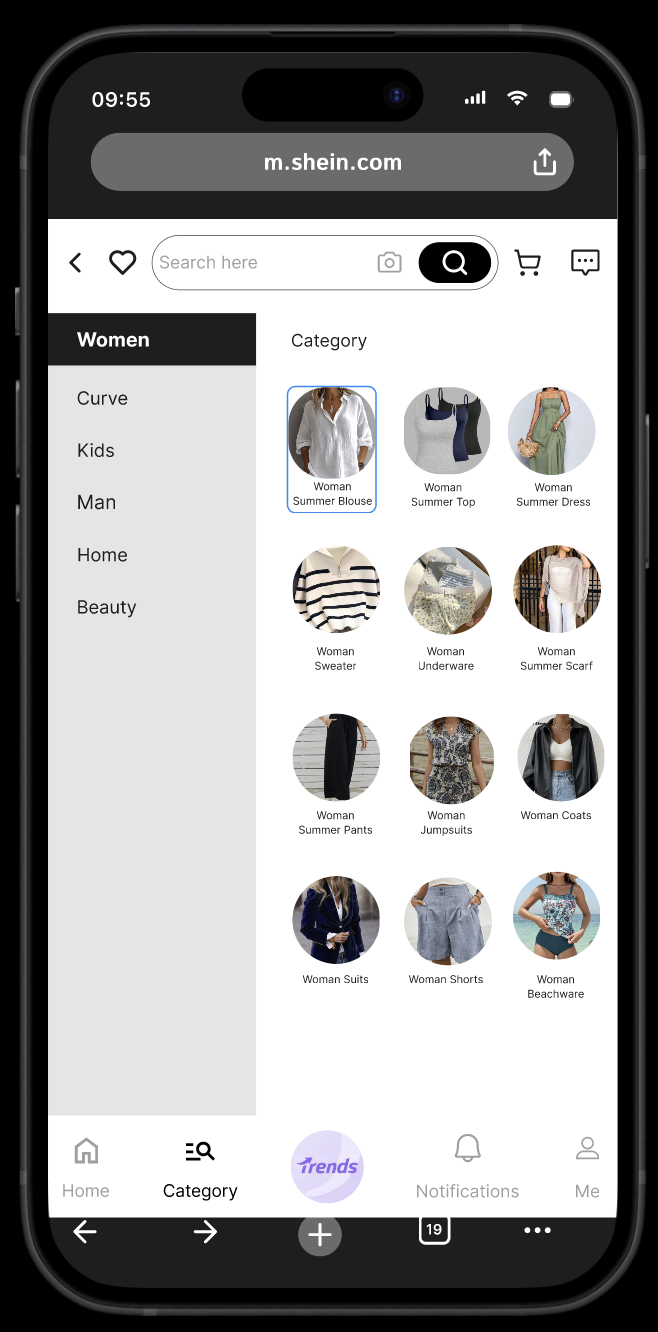 09:55
m.shein.com
Search here
Women
Curve
Kids
Man
Home
Beauty
Category
Woman
Summer Blouse
Woman
Summer Top
Woman
Summer Dress
Woman
Sweater
Woman
Underware
Woman
Summer Scarf
Woman
Summer Pants
Woman
Jumpsuits
Woman Coats
Woman Suits
Woman Shorts
Woman
Beachware
Home
Category
Trends
Notifications
Me
19